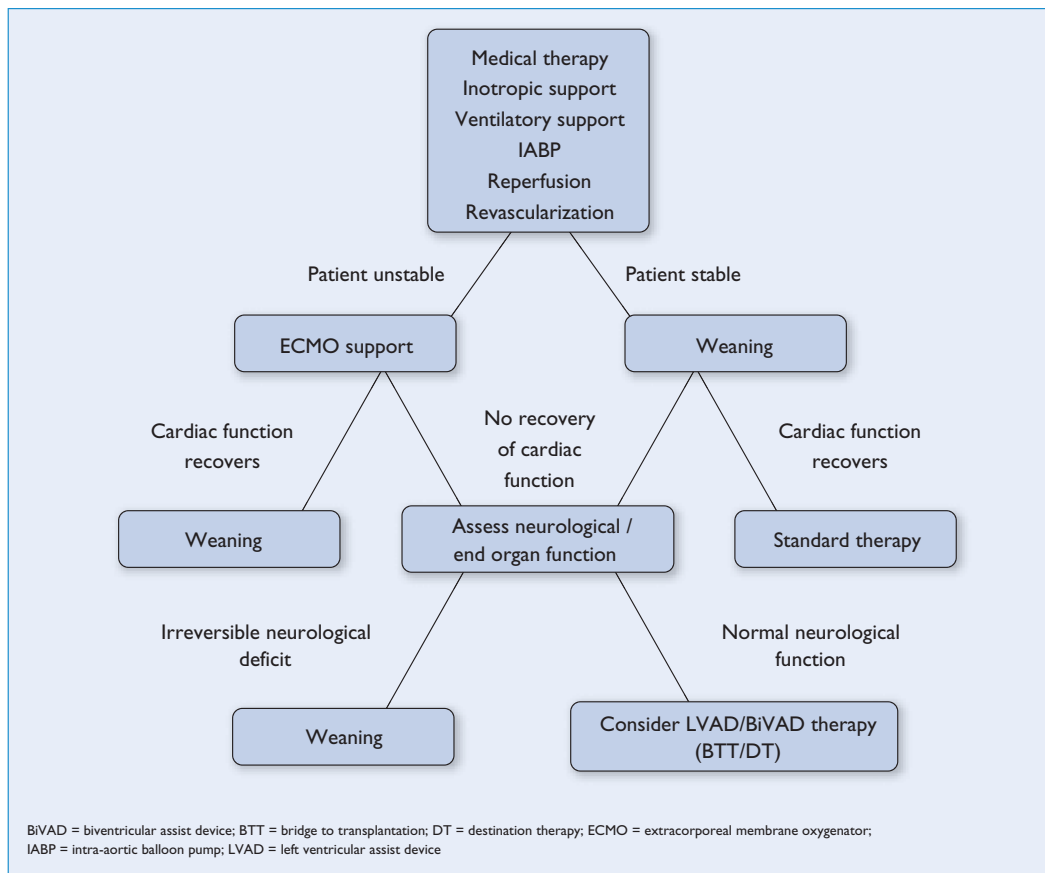 Medical therapy
Inotropic support
Ventilatory support
IABP
Reperfusion
Revascularization
Patient unstable
Patient stable
ECMO support
Weaning
Cardiac function
recovers
No recovery
of cardiac
function
Cardiac function
recovers
Weaning
Assess neurological /
end organ function
Standard therapy
Irreversible neurological
deficit
Normal neurological
function
Weaning
Consider LVAD/BiVAD therapy
(BTT/DT)
BiVAD = biventricular assist device; BTT = bridge to transplantation; DT = destination therapy; ECMO = extracorporeal membrane oxygenator;
IABP = intra-aortic balloon pump; LVAD = left ventricular assist device